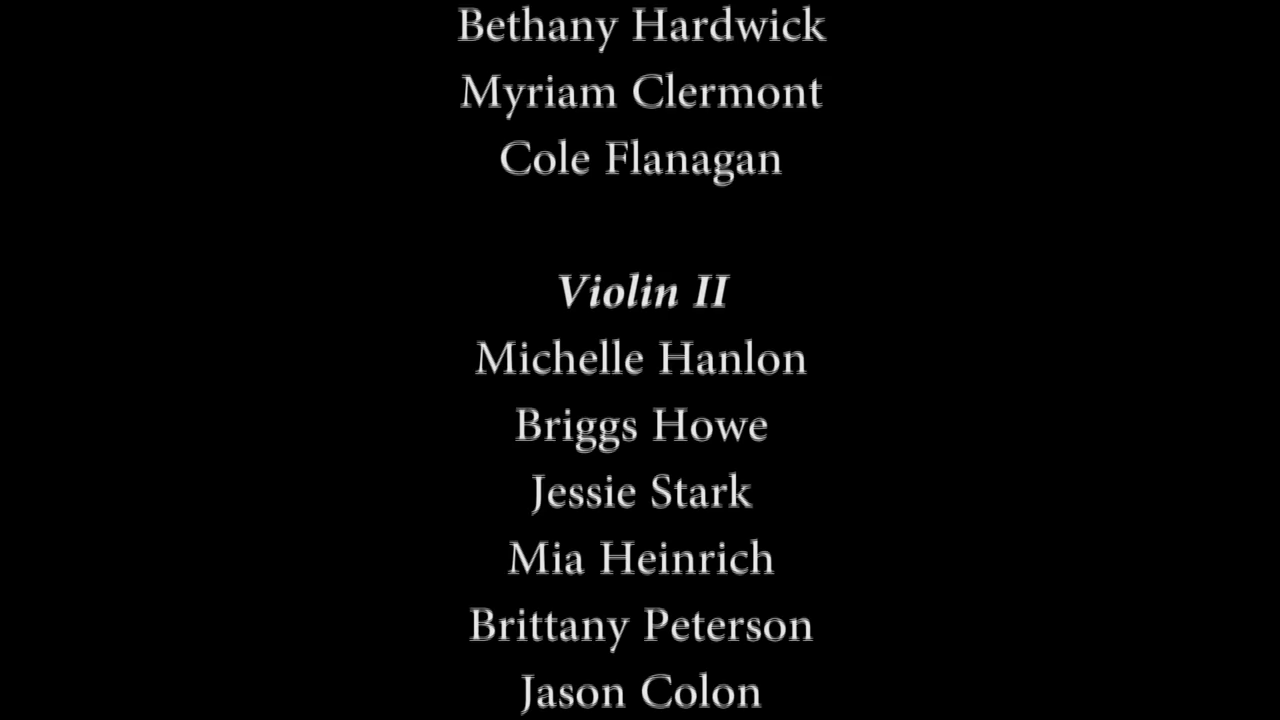 Bethany Hardwick
Myriam Clermont
Cole Flanagan
Violin II
Michelle Hanlon
Briggs Howe
Jessie Stark
Mia Heinrich
Brittany Peterson
Jason Colon